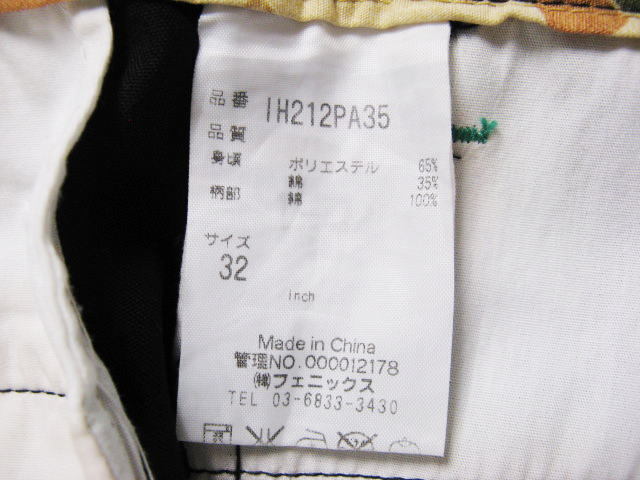 品番 IH212PA35
品質
身頃 ポリエステル 65%
綿 35%
柄部 綿 100%
サイズ
32
inch
Made in China
管理NO.000012178
㈱フェニックス
TEL 03-6833-3430